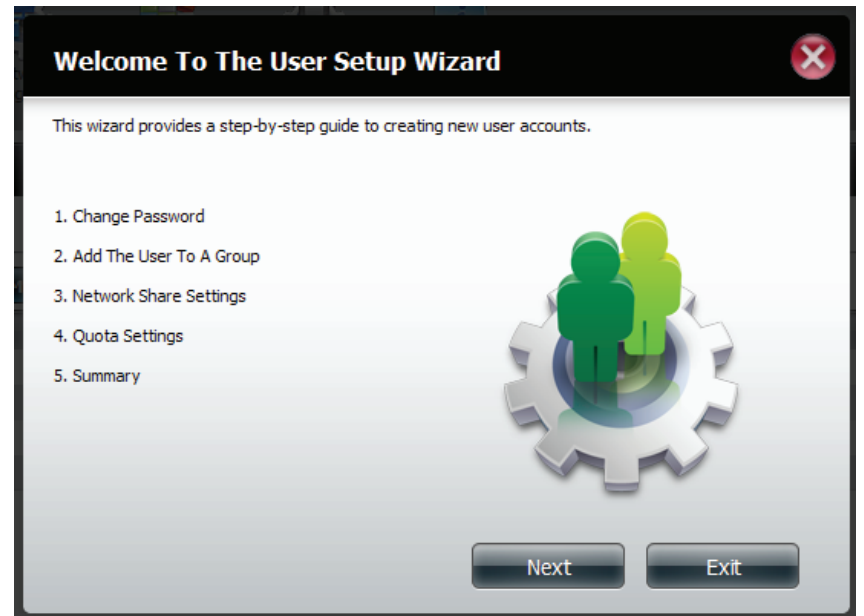 Welcome To The User Setup Wizard
This wizard provides a step-by-step guide to creating new user accounts.
1. Change Password
2. Add The User To A Group
3. Network Share Settings
4. Quota Settings
5. Summary
Next
Exit